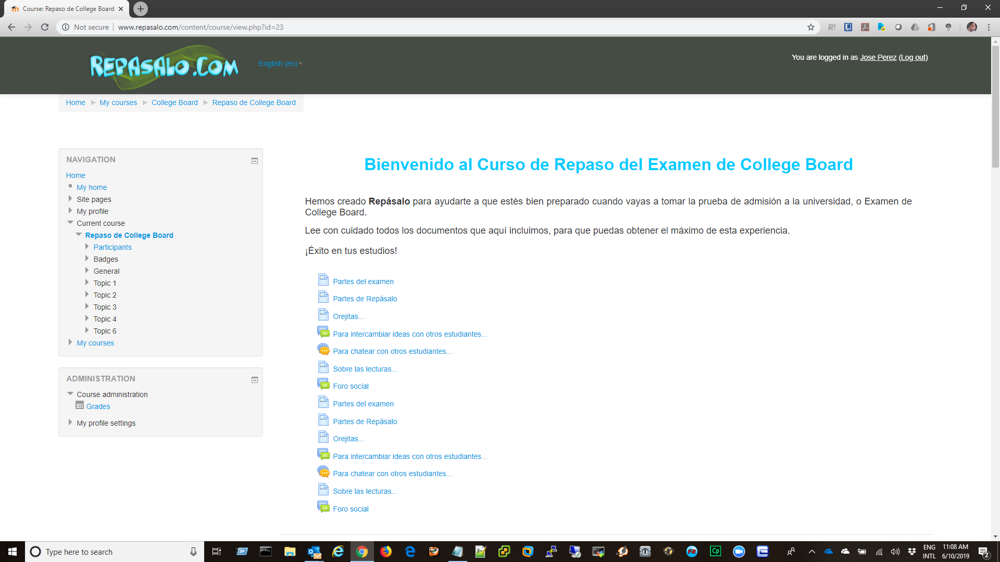 Course: Repaso de College Board
Not secure www.repasalo.com/content/course/view.php?id=23
REPASALO.COM
English (en)
You are logged in as Jose Perez (Log out)
Home My courses College Board Repaso de College Board
NAVIGATION
Home
My home
Site pages
My profile
Current course
Repaso de College Board
Participants
Badges
General
Topic 1
Topic 2
Topic 3
Topic 4
Topic 6
My courses
ADMINISTRATION
Course administration
Grades
My profile settings
Bienvenido al Curso de Repaso del Examen de College Board
Hemos creado Repásalo para ayudarte a que estés bien preparado cuando vayas a tomar la prueba de admisión a la universidad, o Examen de
College Board.
Lee con cuidado todos los documentos que aquí incluimos, para que puedas obtener el máximo de esta experiencia.
¡Éxito en tus estudios!
Partes del examen
Partes de Repásalo
Orejitas...
Para intercambiar ideas con otros estudiantes...
Para chatear con otros estudiantes...
Sobre las lecturas...
Foro social
Partes del examen
Partes de Repásalo
Orejitas...
Para intercambiar ideas con otros estudiantes...
Para chatear con otros estudiantes...
Sobre las lecturas...
Foro social
Type here to search
Cp
ENG
INTL
11:08 AM
6/10/2019
2